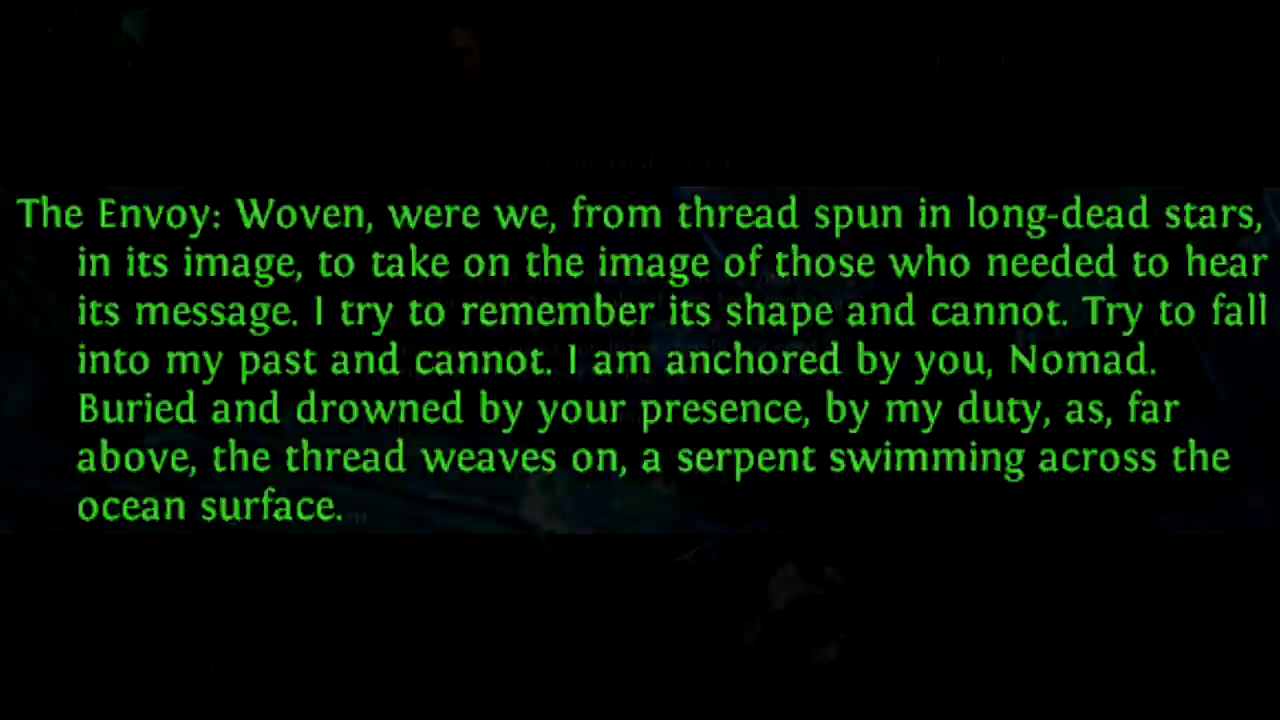 The Envoy: Woven, were we, from thread spun in long-dead stars,
in its image, to take on the image of those who needed to hear
its message. I try to remember its shape and cannot. Try to fall
into my past and cannot. I am anchored by you, Nomad.
Buried and drowned by your presence, by my duty, as, far
above, the thread weaves on, a serpent swimming across the
ocean surface.